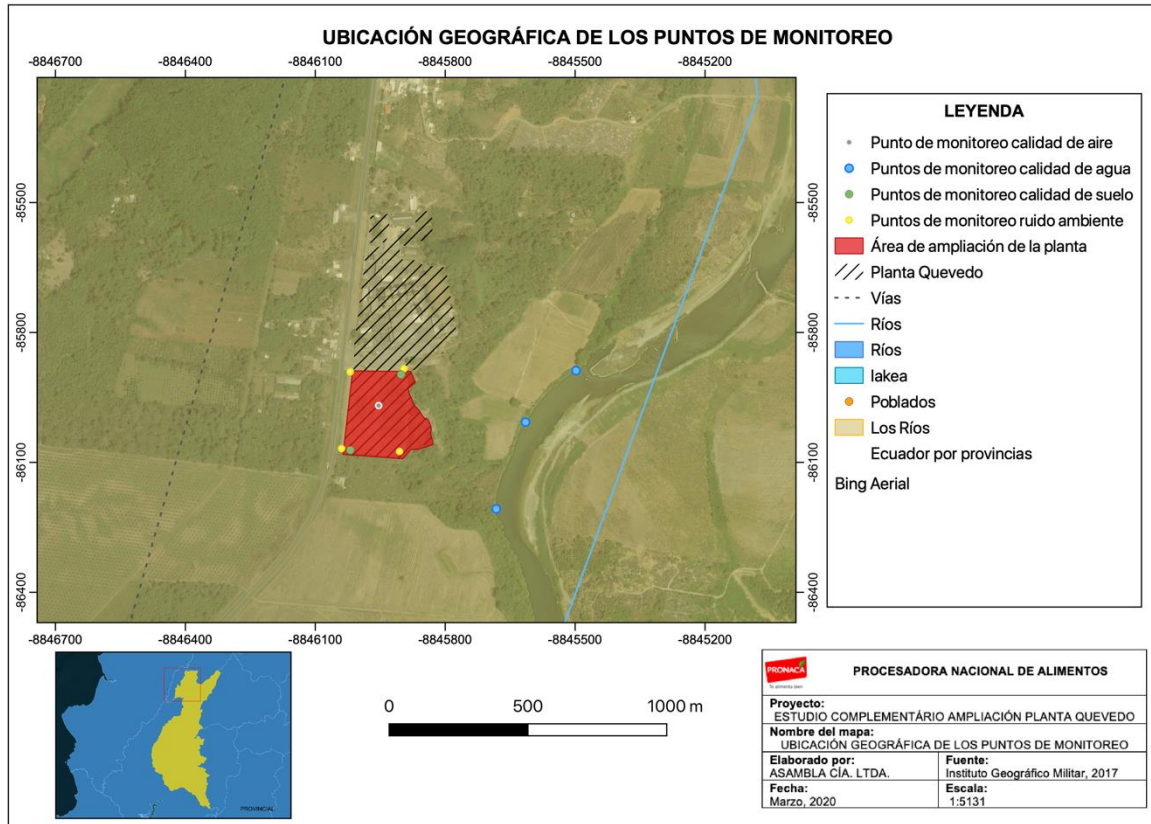 UBICACIÓN GEOGRÁFICA DE LOS PUNTOS DE MONITOREO
-8846700 -8846400 -8846100 -8845800 -8845500 -8845200
-85500
-85800
-86100
-86400
-85500
-85800
-86100
-86400
-8846700 -8846400 -8846100 -8845800 -8845500 -8845200
LEYENDA
Punto de monitoreo calidad de aire
Puntos de monitoreo calidad de agua
Puntos de monitoreo calidad de suelo
Puntos de monitoreo ruido ambiente
Área de ampliación de la planta
Planta Quevedo
Vías
Ríos
Ríos
lakea
Poblados
Los Ríos
Ecuador por provincias
Bing Aerial
PROVINCIAL
0 500 1000 m
PRONACA
Te alimenta bien
PROCESADORA NACIONAL DE ALIMENTOS
Proyecto:
ESTUDIO COMPLEMENTÁRIO AMPLIACIÓN PLANTA QUEVEDO
Nombre del mapa:
UBICACIÓN GEOGRÁFICA DE LOS PUNTOS DE MONITOREO
Elaborado por:
ASAMBLA CÍA. LTDA.
Fuente:
Instituto Geográfico Militar, 2017
Fecha:
Marzo, 2020
Escala:
1:5131